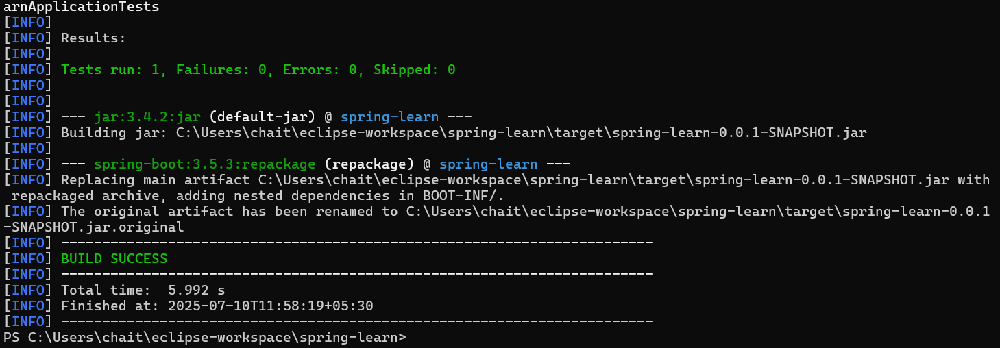 arnApplicationTests
[INFO]
[INFO] Results:
[INFO]
[INFO] Tests run: 1, Failures: 0, Errors: 0, Skipped: 0
[INFO]
[INFO]
[INFO] --- jar:3.4.2:jar (default-jar) @ spring-learn ---
[INFO] Building jar: C:\Users\chait\eclipse-workspace\spring-learn\target\spring-learn-0.0.1-SNAPSHOT.jar
[INFO]
[INFO] --- spring-boot:3.5.3:repackage (repackage) @ spring-learn ---
[INFO] Replacing main artifact C:\Users\chait\eclipse-workspace\spring-learn\target\spring-learn-0.0.1-SNAPSHOT.jar with
 repackaged archive, adding nested dependencies in BOOT-INF/.
[INFO] The original artifact has been renamed to C:\Users\chait\eclipse-workspace\spring-learn\target\spring-learn-0.0.1
-SNAPSHOT.jar.original
[INFO] ------------------------------------------------------------------------
[INFO] BUILD SUCCESS
[INFO] ------------------------------------------------------------------------
[INFO] Total time:  5.992 s
[INFO] Finished at: 2025-07-10T11:58:19+05:30
[INFO] ------------------------------------------------------------------------
PS C:\Users\chait\eclipse-workspace\spring-learn>